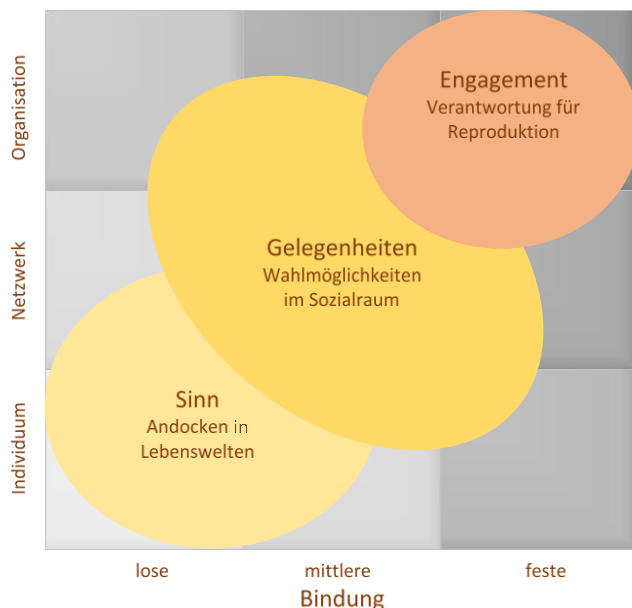 Organisation
Netzwerk
Individuum
Engagement
Verantwortung für
Reproduktion
Gelegenheiten
Wahlmöglichkeiten
im Sozialraum
Sinn
Andocken in
Lebenswelten
lose
mittlere
feste
Bindung